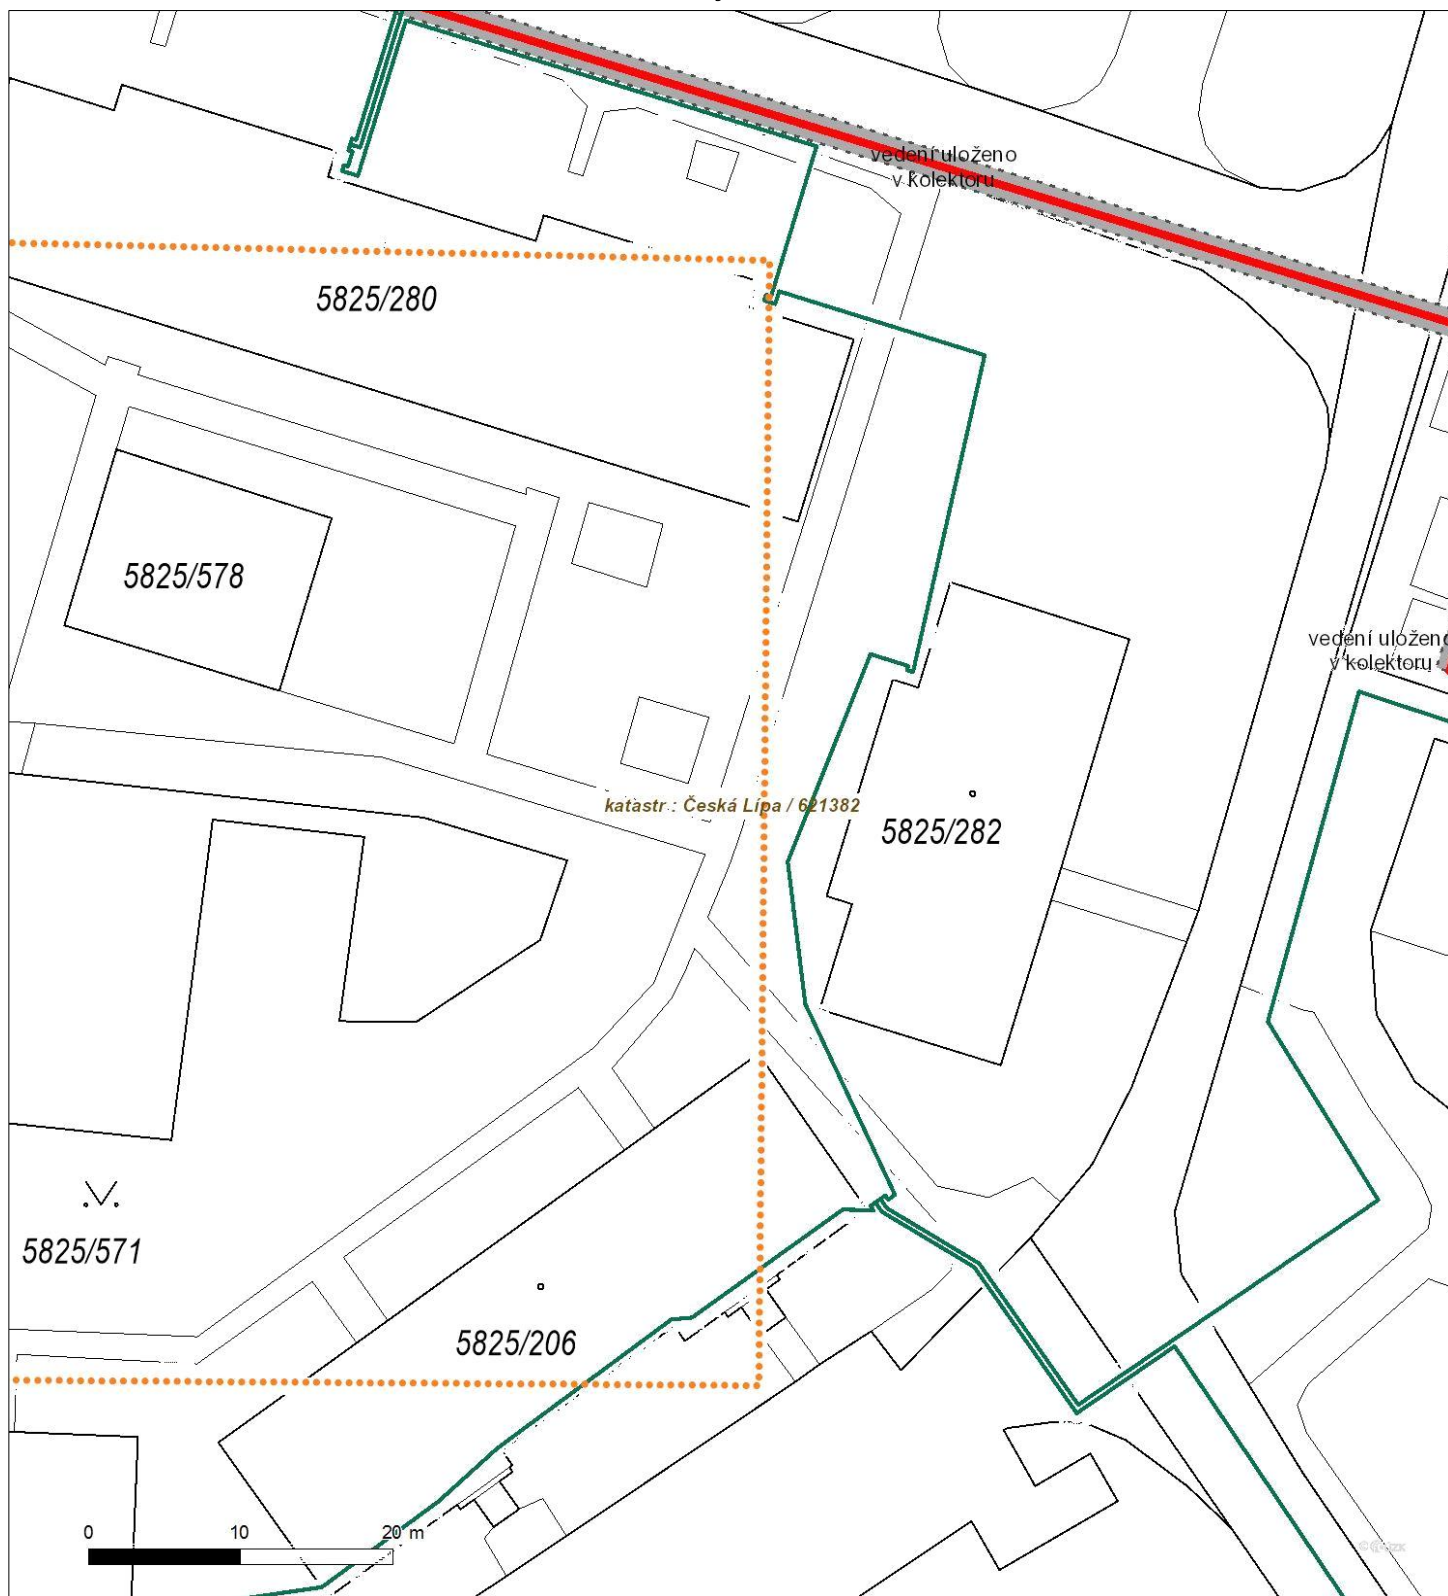 vedení uloženo
v kolektoru
5825/280
5825/578
vedení uloženo
v kolektoru
katastr : Česká Lípa / 621382
5825/282
5825/571
5825/206
0 10 20 m